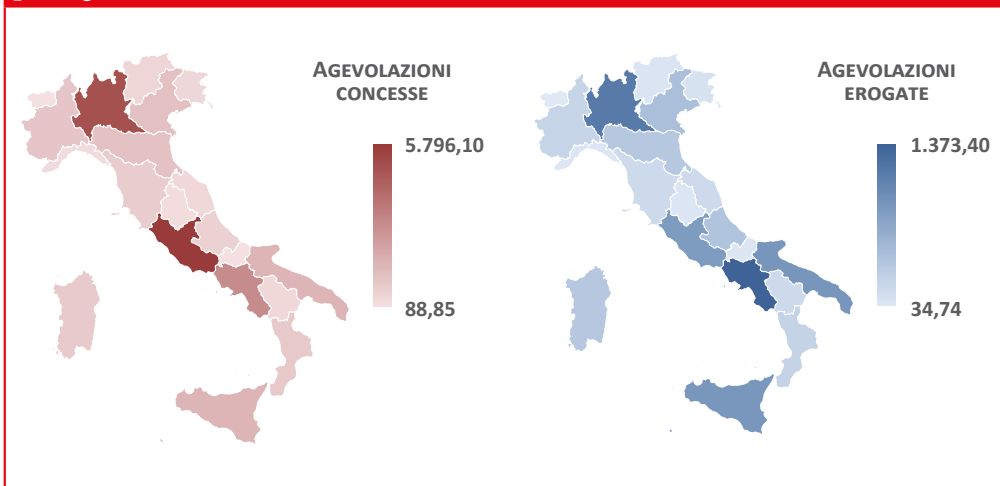 AGEVOLAZIONI
CONCESSE
5.796,10
88,85
AGEVOLAZIONI
EROGATE
1.373,40
34,74